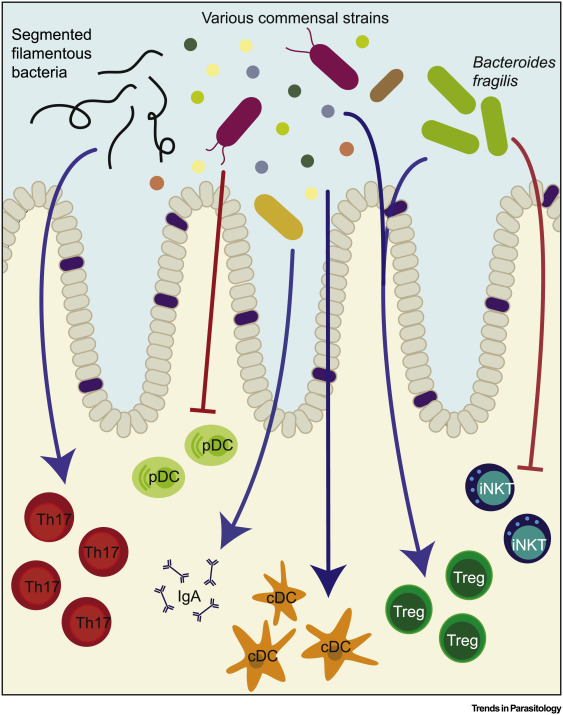 Various commensal strains
Segmented
filamentous
bacteria
Bacteroides
fragilis
pDC
pDC
iNKT
iNKT
Th17
Th17
Th17
Th17
IgA
cDC
cDC
cDC
Treg
Treg
Treg
Trends in Parasitology